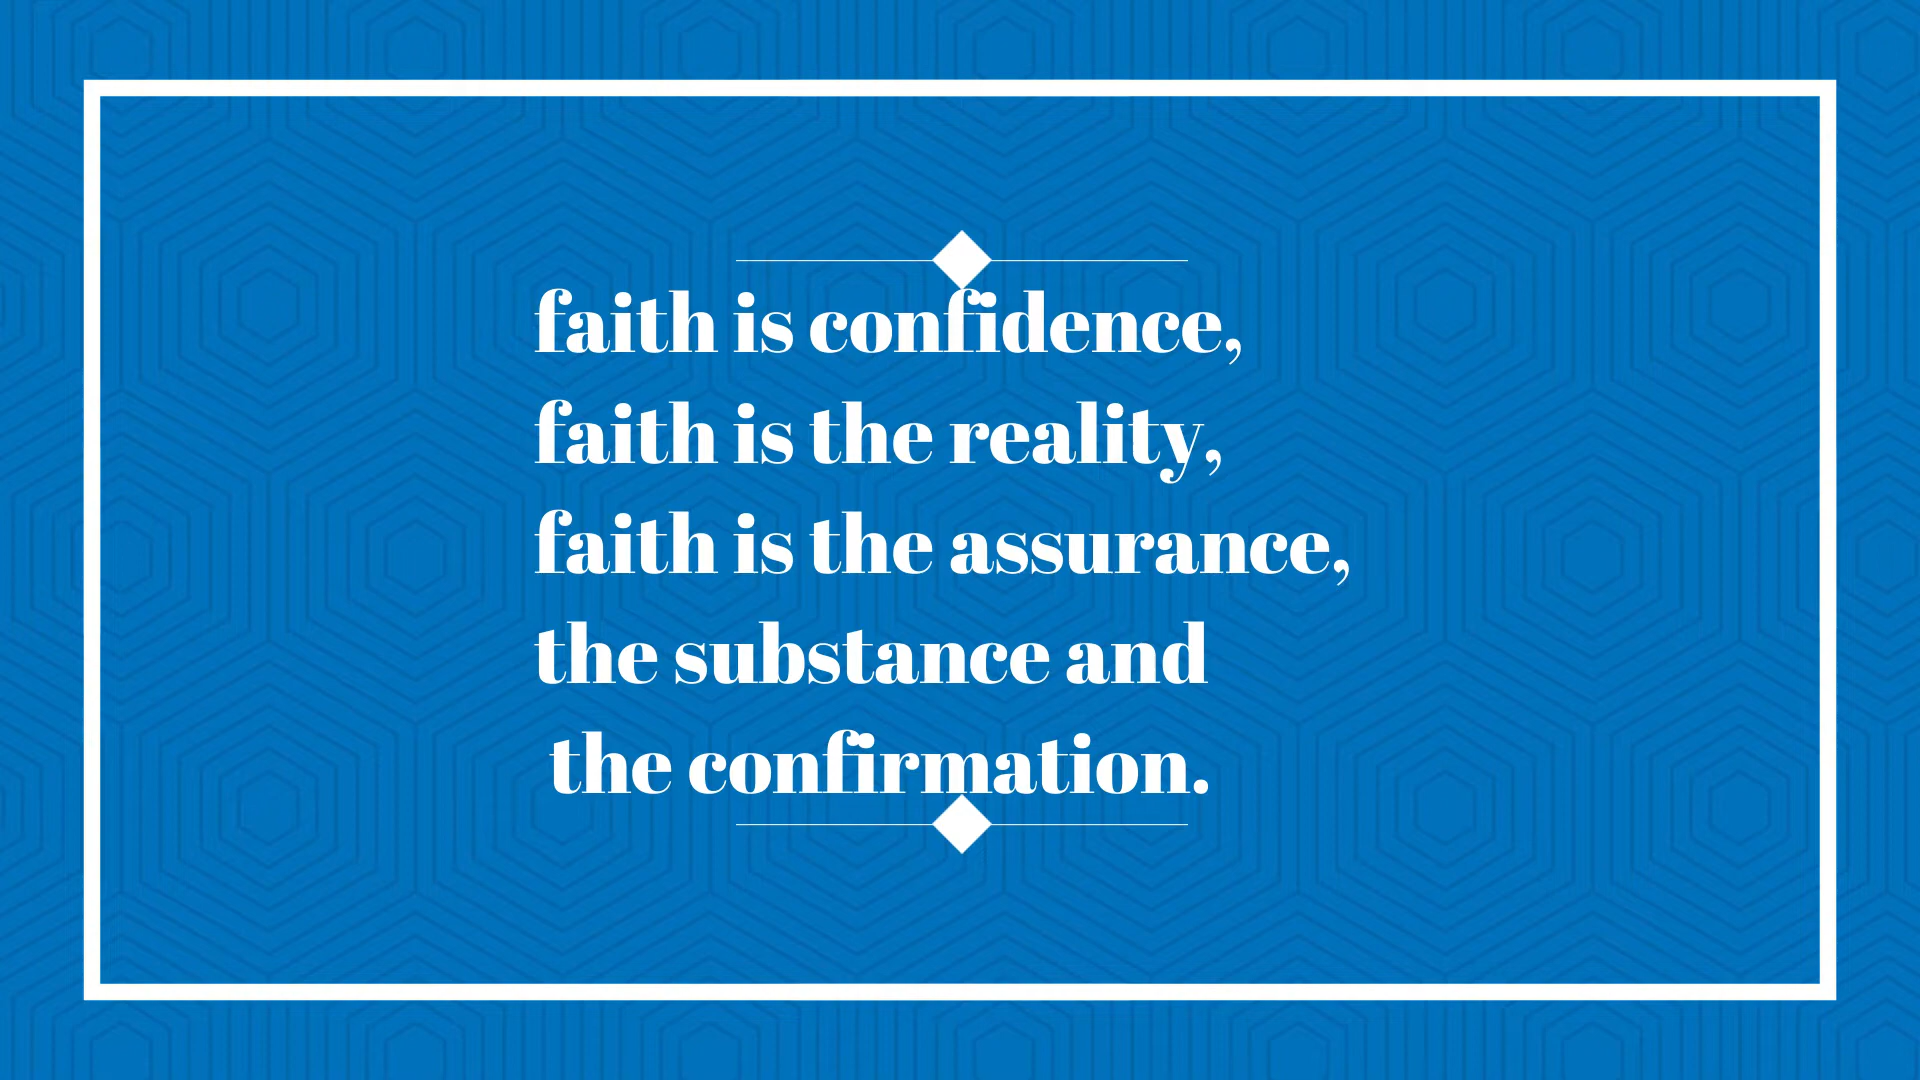 faith is confidence,
faith is the reality,
faith is the assurance,
the substance and
the confirmation.